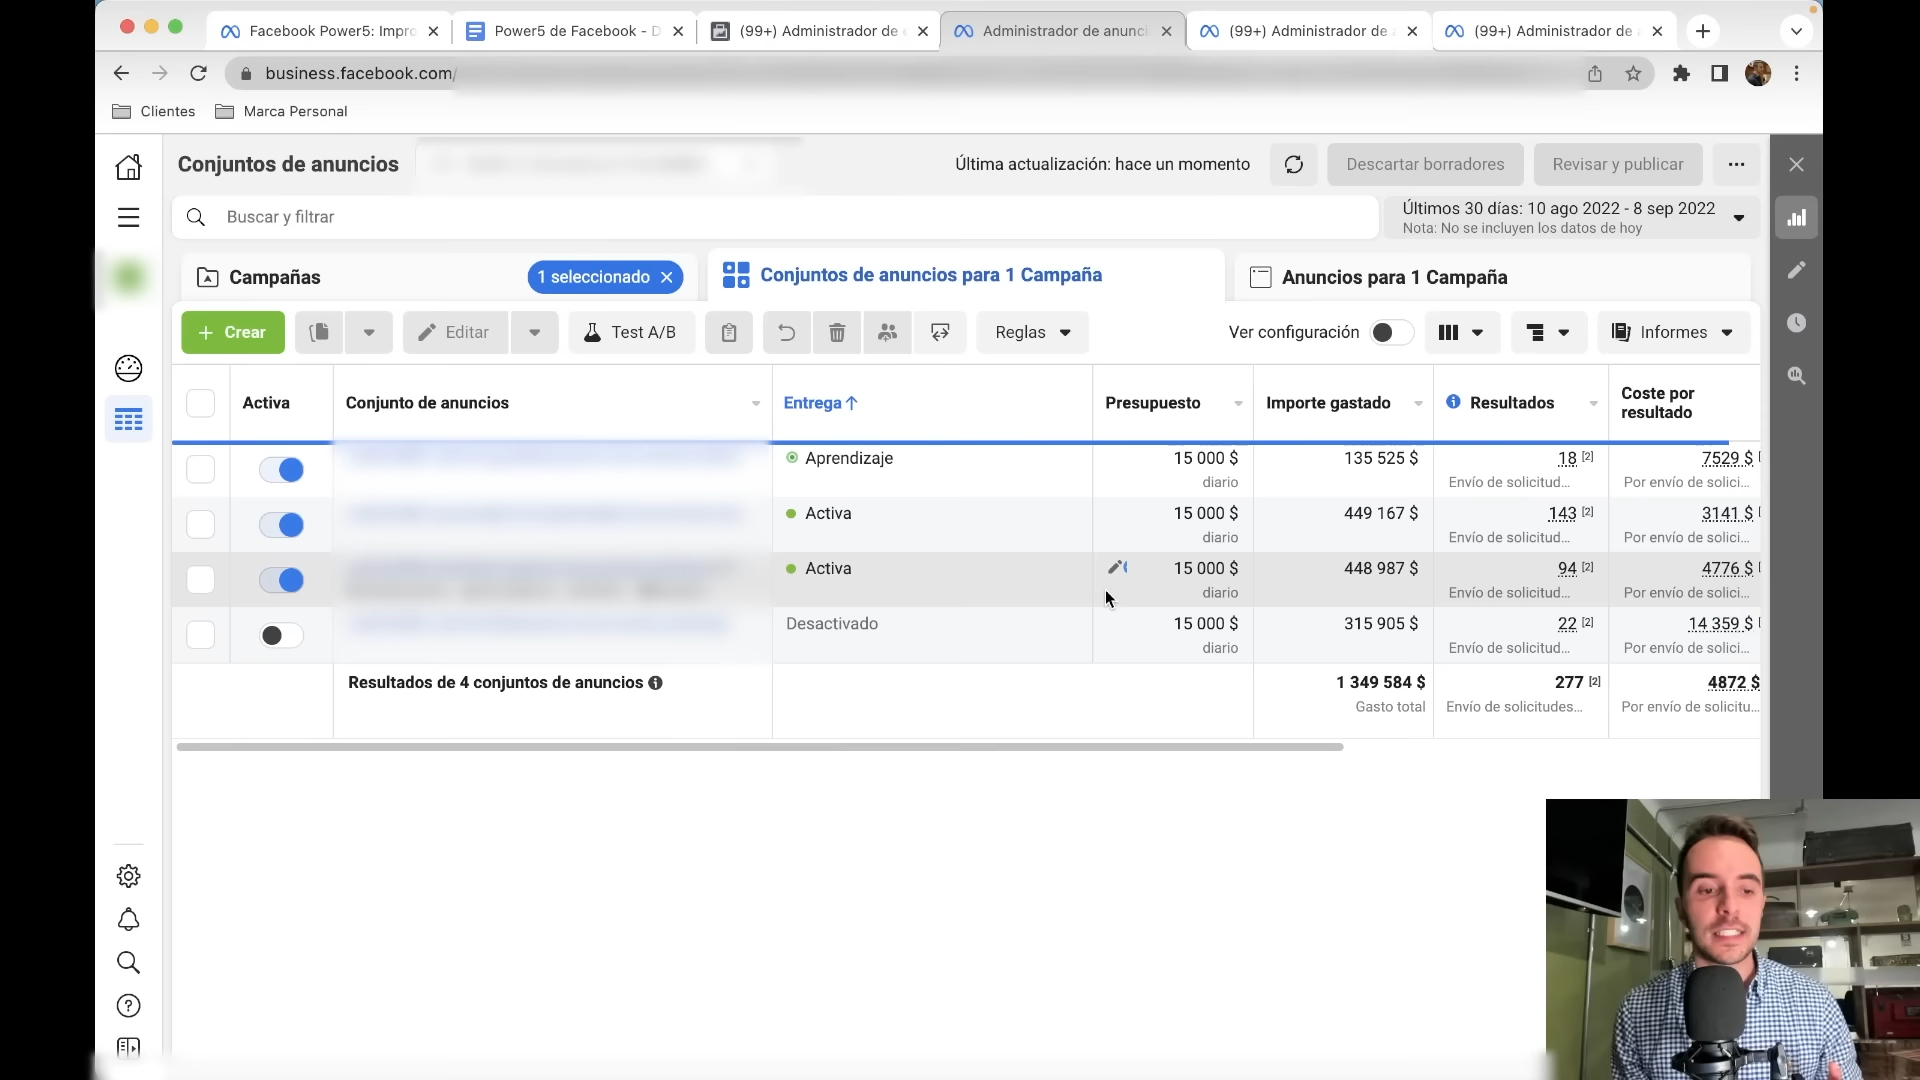 Facebook Power5: Impro
Power5 de Facebook - D
(99+) Administrador de
Administrador de anunci
(99+) Administrador de
(99+) Administrador de
business.facebook.com/
Clientes
Marca Personal
Conjuntos de anuncios
Última actualización: hace un momento
Descartar borradores
Revisar y publicar
Buscar y filtrar
Últimos 30 días: 10 ago 2022 - 8 sep 2022
Nota: No se incluyen los datos de hoy
Campañas
1 seleccionado
Conjuntos de anuncios para 1 Campaña
Anuncios para 1 Campaña
+ Crear
Editar
Test A/B
Reglas
Ver configuración
Informes
Activa
Conjunto de anuncios
Entrega ↑
Presupuesto
Importe gastado
Resultados
Coste por
resultado
Aprendizaje
15 000 $
135 525 $
18 [2]
7529 $
diario
Envío de solicitud...
Por envío de solici...
Activa
15 000 $
449 167 $
143 [2]
3141 $
diario
Envío de solicitud...
Por envío de solici...
Activa
15 000 $
448 987 $
94 [2]
4776 $
diario
Envío de solicitud...
Por envío de solici...
Desactivado
15 000 $
315 905 $
22 [2]
14 359 $
diario
Envío de solicitud...
Por envío de solici...
Resultados de 4 conjuntos de anuncios
1 349 584 $
277 [2]
4872 $
Gasto total
Envío de solicitudes...
Por envío de solicitu...